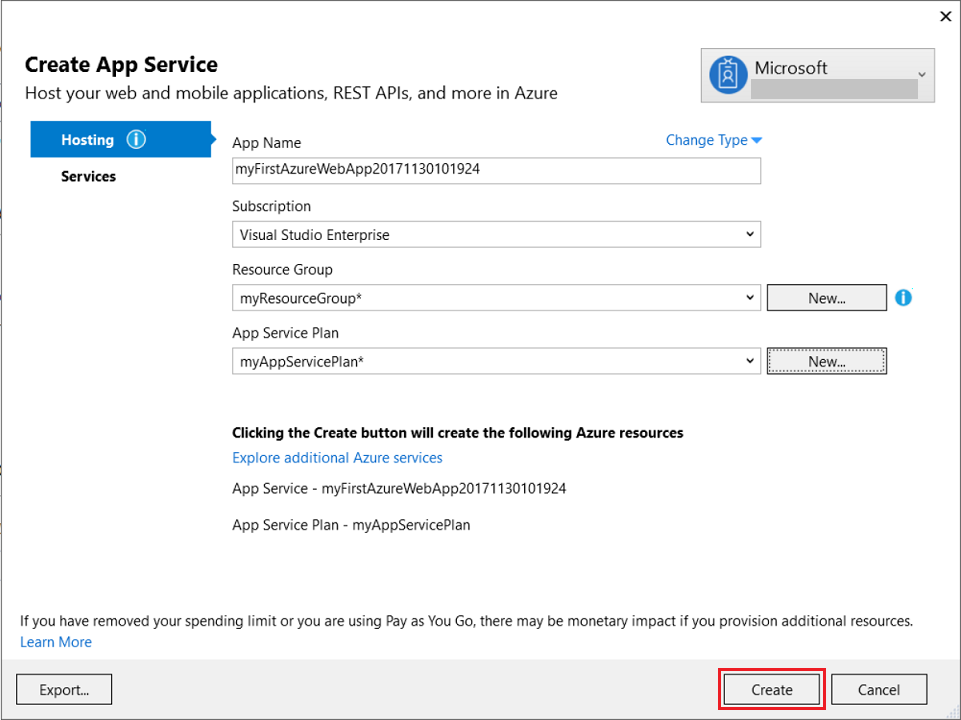 Create App Service
Host your web and mobile applications, REST APIs, and more in Azure
Microsoft
Hosting
Services
App Name
Change Type
myFirstAzureWebApp20171130101924
Subscription
Visual Studio Enterprise
Resource Group
myResourceGroup*
New...
App Service Plan
myAppServicePlan*
New...
Clicking the Create button will create the following Azure resources
Explore additional Azure services
App Service - myFirstAzureWebApp20171130101924
App Service Plan - myAppServicePlan
If you have removed your spending limit or you are using Pay as You Go, there may be monetary impact if you provision additional resources.
Learn More
Export...
Create
Cancel